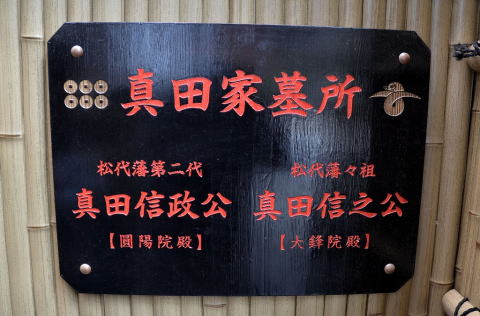 真田家墓所
松代藩第二代
真田信政公
【圓陽院殿】
松代藩々祖
真田信之公
【大鋒院殿】